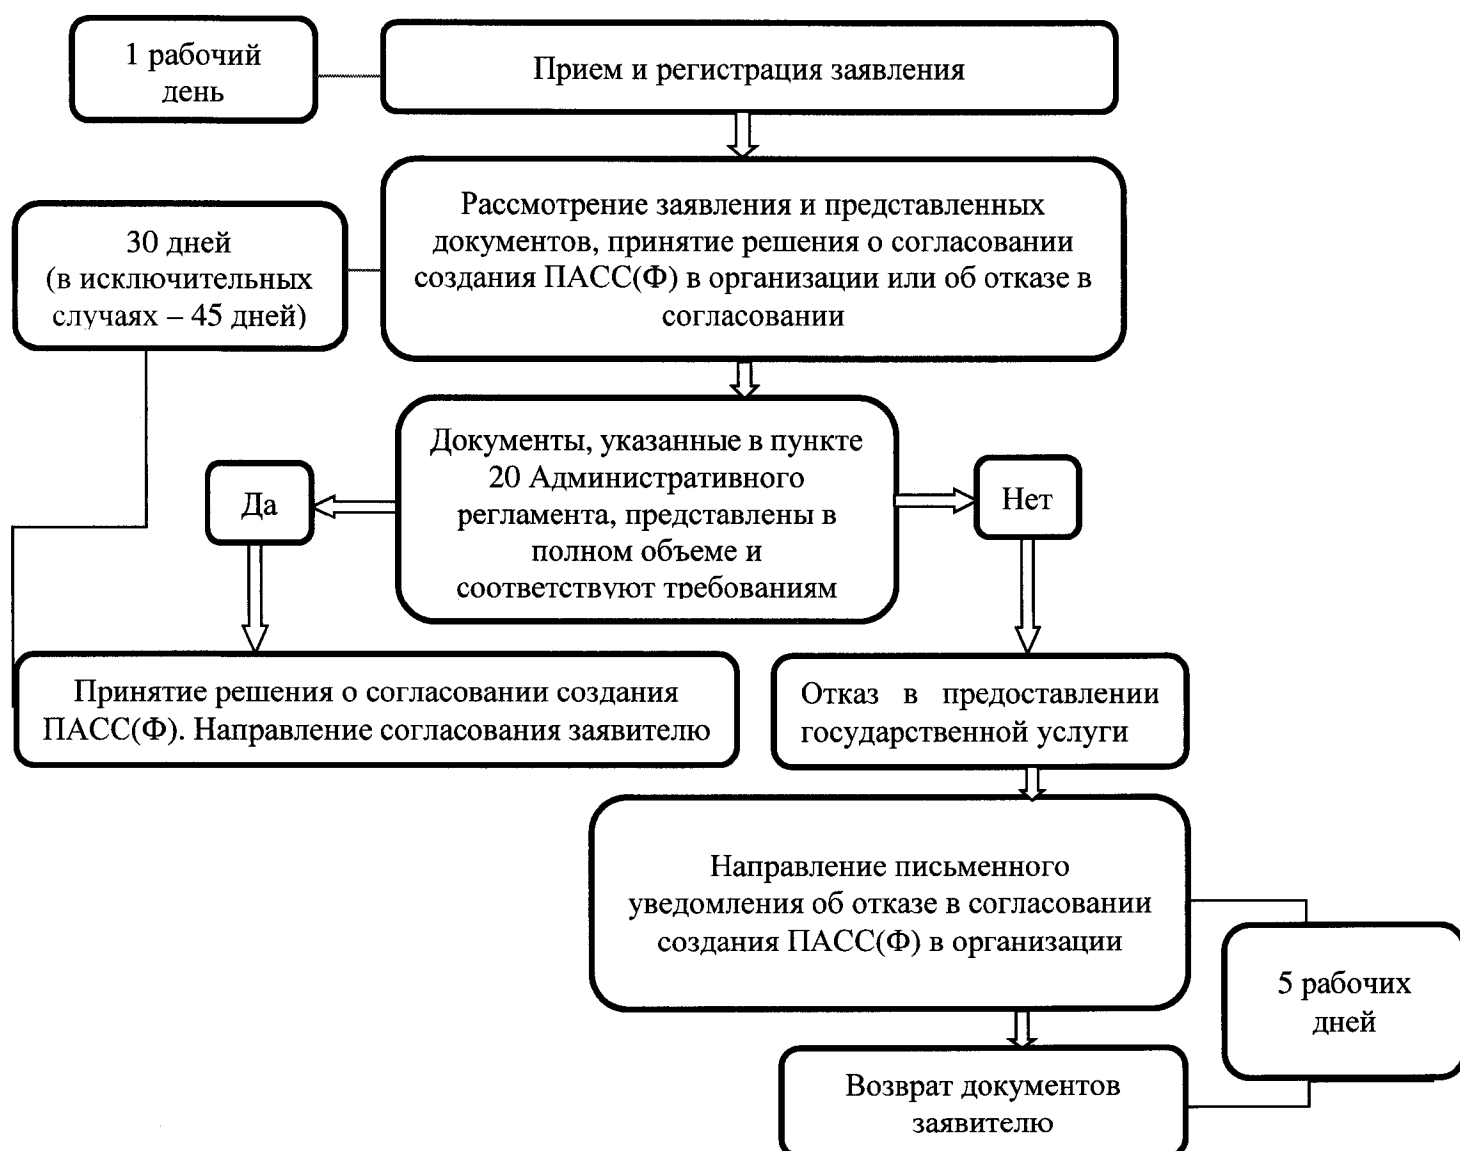 1 рабочий
день
Прием и регистрация заявления
Рассмотрение заявления и представленных
документов, принятие решения о согласовании
создания ПАСС(Ф) в организации или об отказе в
согласовании
30 дней
(в исключительных
случаях – 45 дней)
Документы, указанные в пункте
20 Административного
регламента, представлены в
полном объеме и
соответствуют требованиям
Да
Нет
Принятие решения о согласовании создания
ПАСС(Ф). Направление согласования заявителю
Отказ в предоставлении
государственной услуги
Направление письменного
уведомления об отказе в согласовании
создания ПАСС(Ф) в организации
5 рабочих
дней
Возврат документов
заявителю